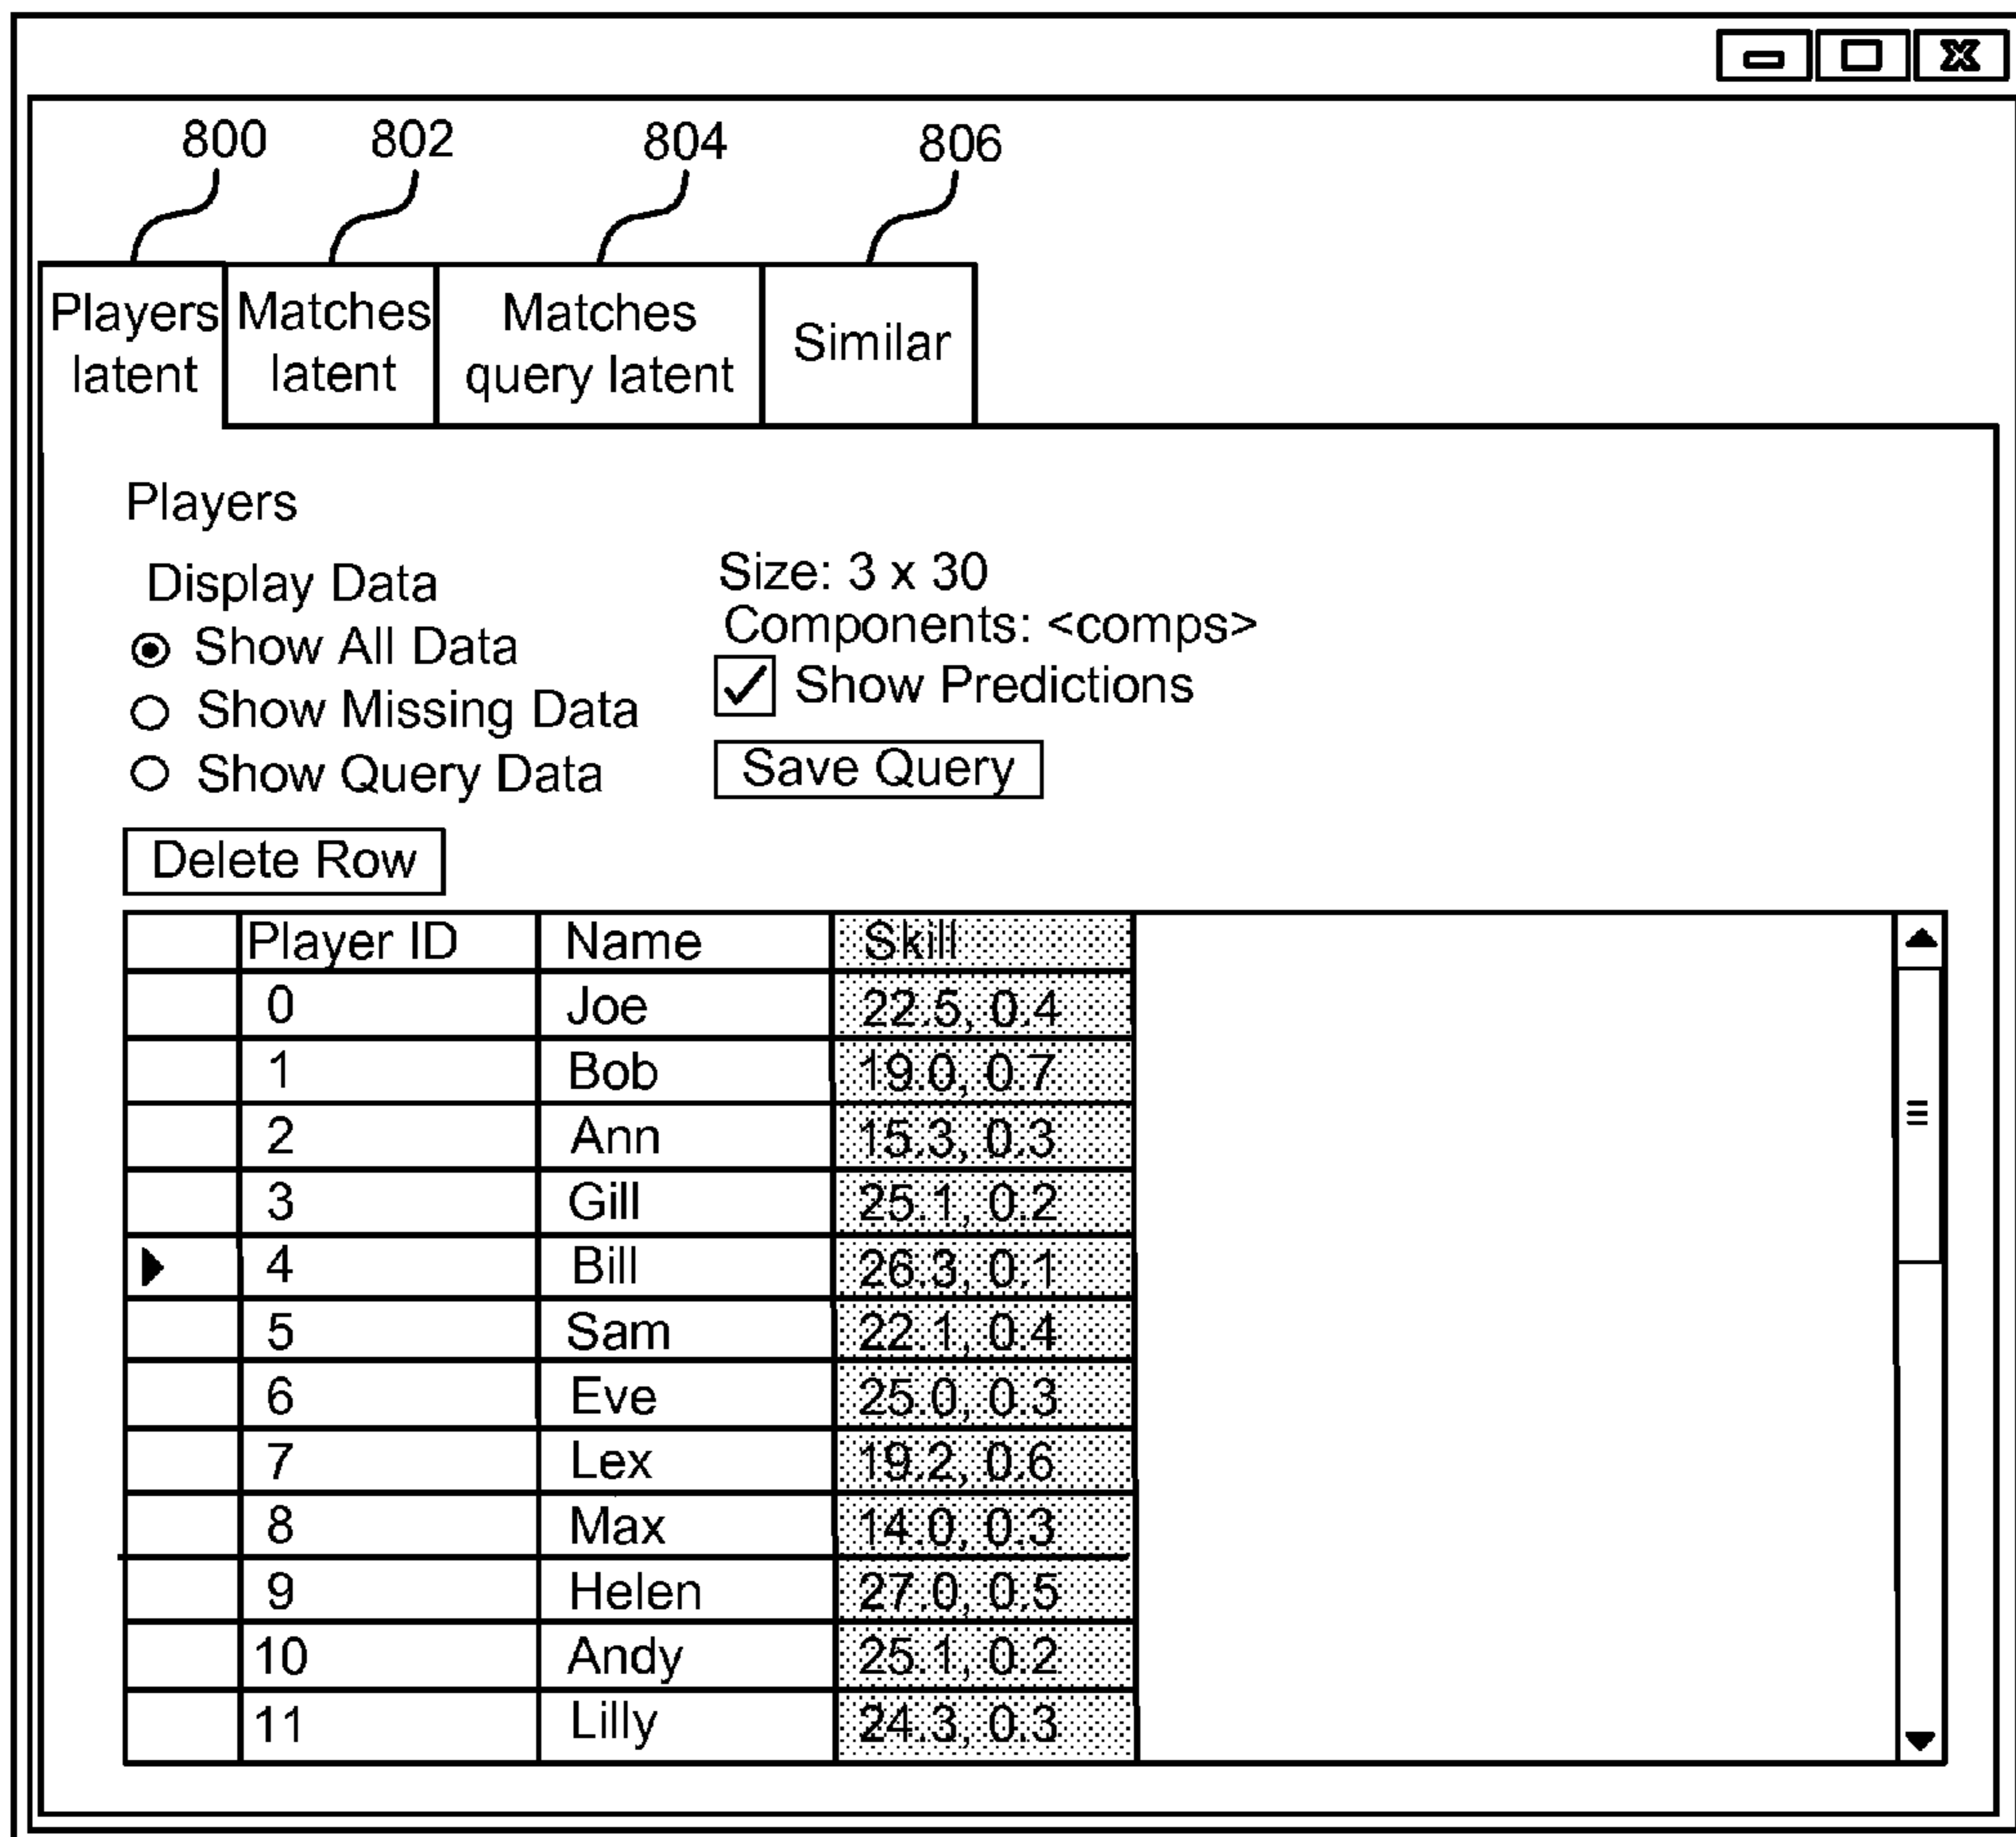 800 802 804 806
Players latent
Matches latent
Matches query latent
Similar
Players
Display Data
Show All Data
Show Missing Data
Show Query Data
Size: 3 x 30
Components: <comps>
Show Predictions
Save Query
Delete Row
Player ID Name Skill
0 Joe 22.5, 0.4
1 Bob 19.0, 0.7
2 Ann 15.3, 0.3
3 Gill 25.1, 0.2
4 Bill 26.3, 0.1
5 Sam 22.1, 0.4
6 Eve 25.0, 0.3
7 Lex 19.2, 0.6
8 Max 14.0, 0.3
9 Helen 27.0, 0.5
10 Andy 25.1, 0.2
11 Lilly 24.3, 0.3